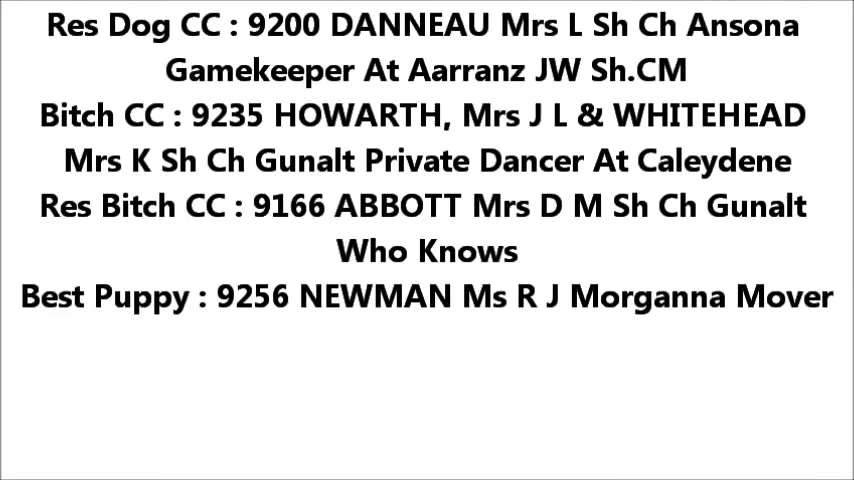 Res Dog CC : 9200 DANNEAU Mrs L Sh Ch Ansona
Gamekeeper At Aarranz JW Sh.CM
Bitch CC : 9235 HOWARTH, Mrs J L & WHITEHEAD
Mrs K Sh Ch Gunalt Private Dancer At Caleydene
Res Bitch CC : 9166 ABBOTT Mrs D M Sh Ch Gunalt
Who Knows
Best Puppy : 9256 NEWMAN Ms R J Morganna Mover